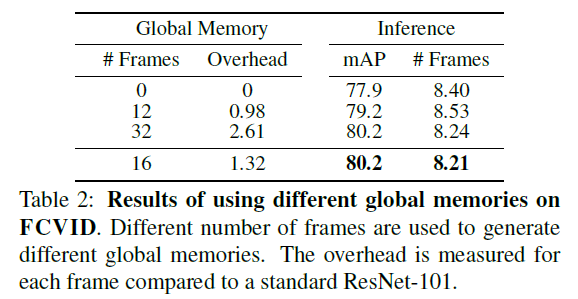 Global Memory Inference
# Frames Overhead mAP # Frames
0 0 77.9 8.40
12 0.98 79.2 8.53
32 2.61 80.2 8.24
16 1.32 80.2 8.21
Table 2: Results of using different global memories on
FCVID. Different number of frames are used to generate
different global memories. The overhead is measured for
each frame compared to a standard ResNet-101.